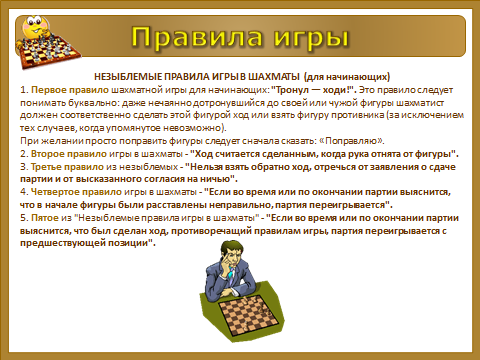 Правила игры
НЕЗЫБЛЕМЫЕ ПРАВИЛА ИГРЫ В ШАХМАТЫ (для начинающих)
1. Первое правило шахматной игры для начинающих: "Тронул — ходи!". Это правило следует
понимать буквально: даже нечаянно дотронувшийся до своей или чужой фигуры шахматист
должен соответственно сделать этой фигурой ход или взять фигуру противника (за исключением
тех случаев, когда упомянутое невозможно).
При желании просто поправить фигуры следует сначала сказать: «Поправляю».
2. Второе правило игры в шахматы - "Ход считается сделанным, когда рука отнята от фигуры".
3. Третье правило из незыблемых - "Нельзя взять обратно ход, отречься от заявления о сдаче
партии и от высказанного согласия на ничью".
4. Четвертое правило игры в шахматы - "Если во время или по окончании партии выяснится,
что в начале фигуры были расставлены неправильно, партия переигрывается".
5. Пятое из "Незыблемые правила игры в шахматы" - "Если во время или по окончании партии
выяснится, что был сделан ход, противоречащий правилам игры, партия переигрывается с
предшествующей позиции".